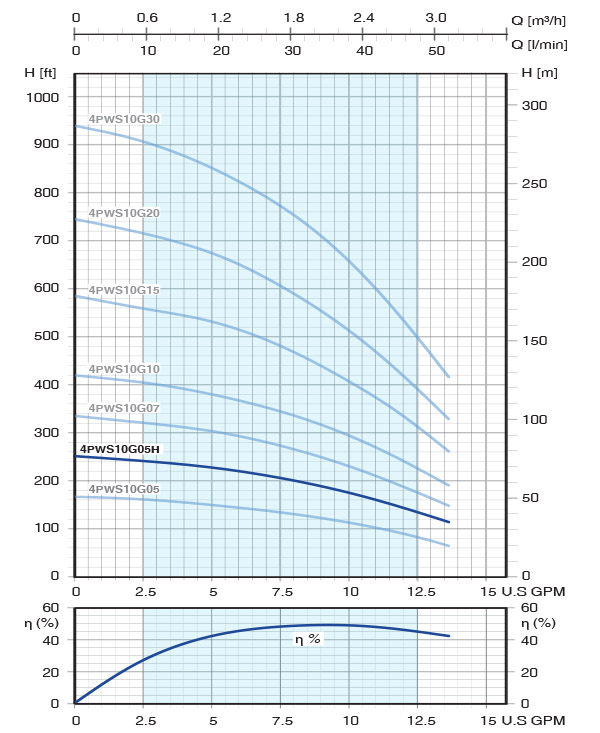 0 0.6 1.2 1.8 2.4 3.0 Q [m³/h]
0 10 20 30 40 50 Q [l/min]
H [ft] H [m]
1000
300
4PWS10G30
900
250
800
4PWS10G20
700
200
600
4PWS10G15
500
150
400
4PWS10G10
4PWS10G07
100
300
4PWS10G05H
200
4PWS10G05
50
100
0 0
0 2.5 5 7.5 10 12.5 15 U.S GPM
60 60
η (%) η (%)
40 40
η %
20 20
0 0
0 2.5 5 7.5 10 12.5 15 U.S GPM